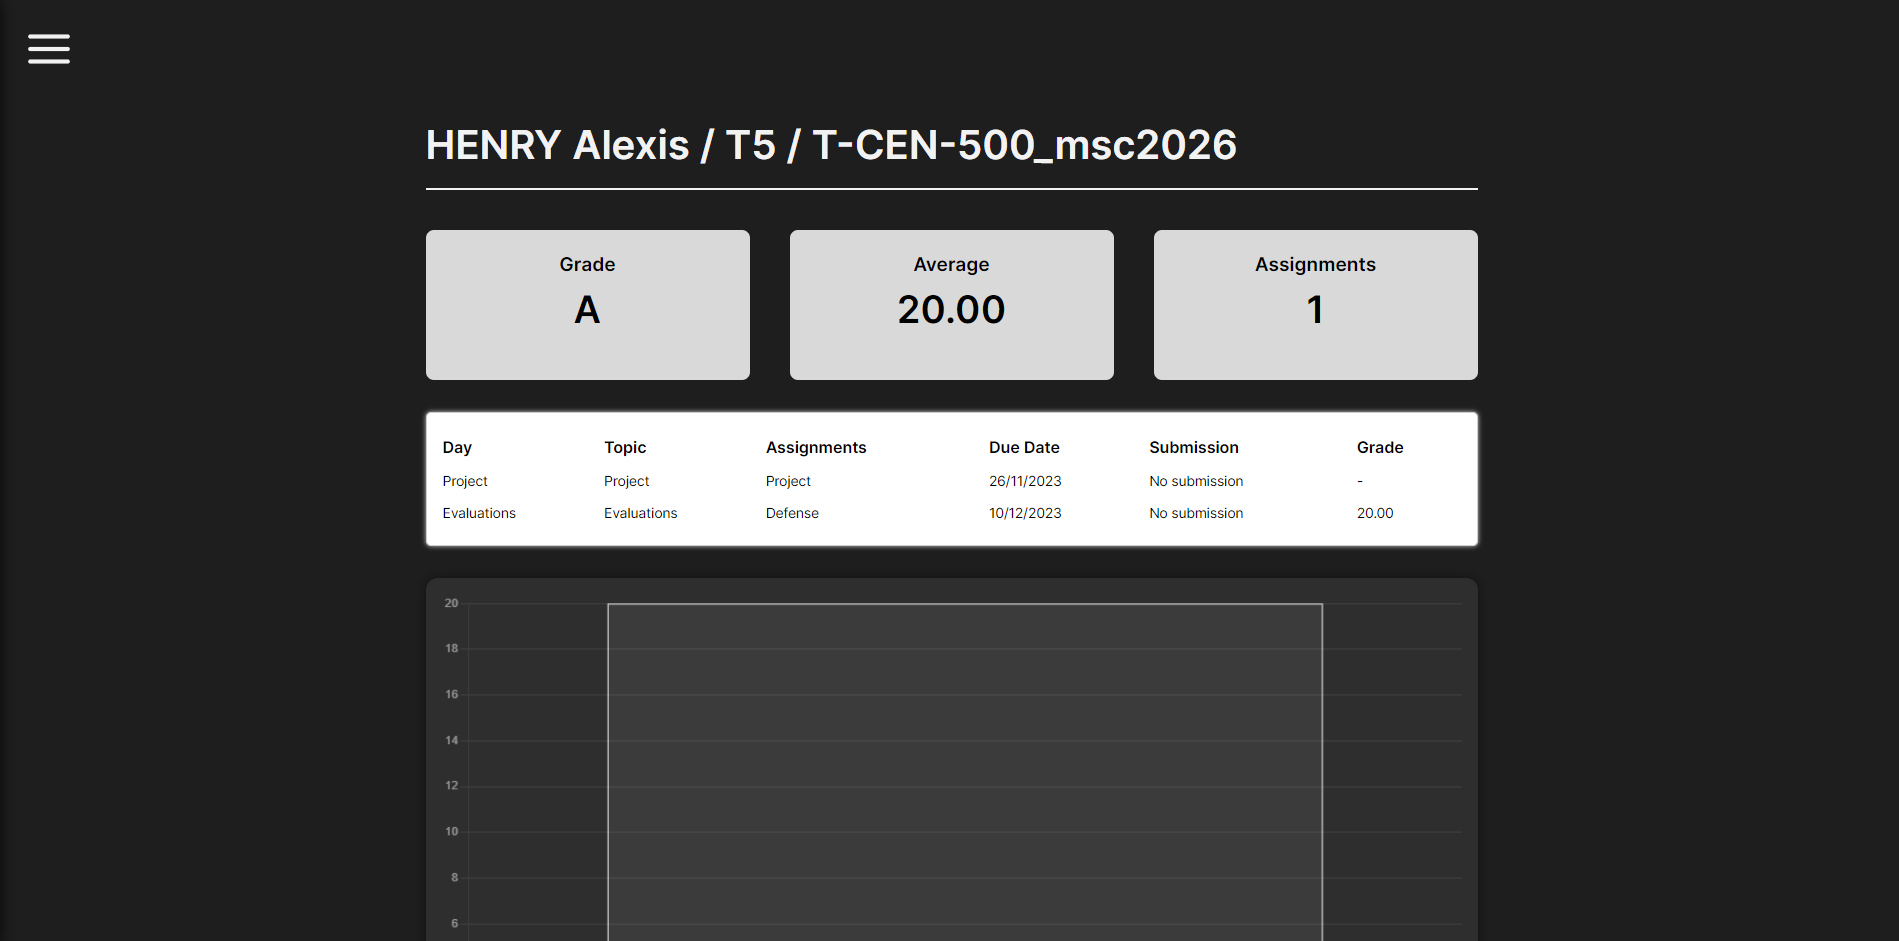 HENRY Alexis / T5 / T-CEN-500_msc2026
Grade Average Assignments
A 20.00 1
Day Topic Assignments Due Date Submission Grade
Project Project Project 26/11/2023 No submission -
Evaluations Evaluations Defense 10/12/2023 No submission 20.00
20
18
16
14
12
10
8
6